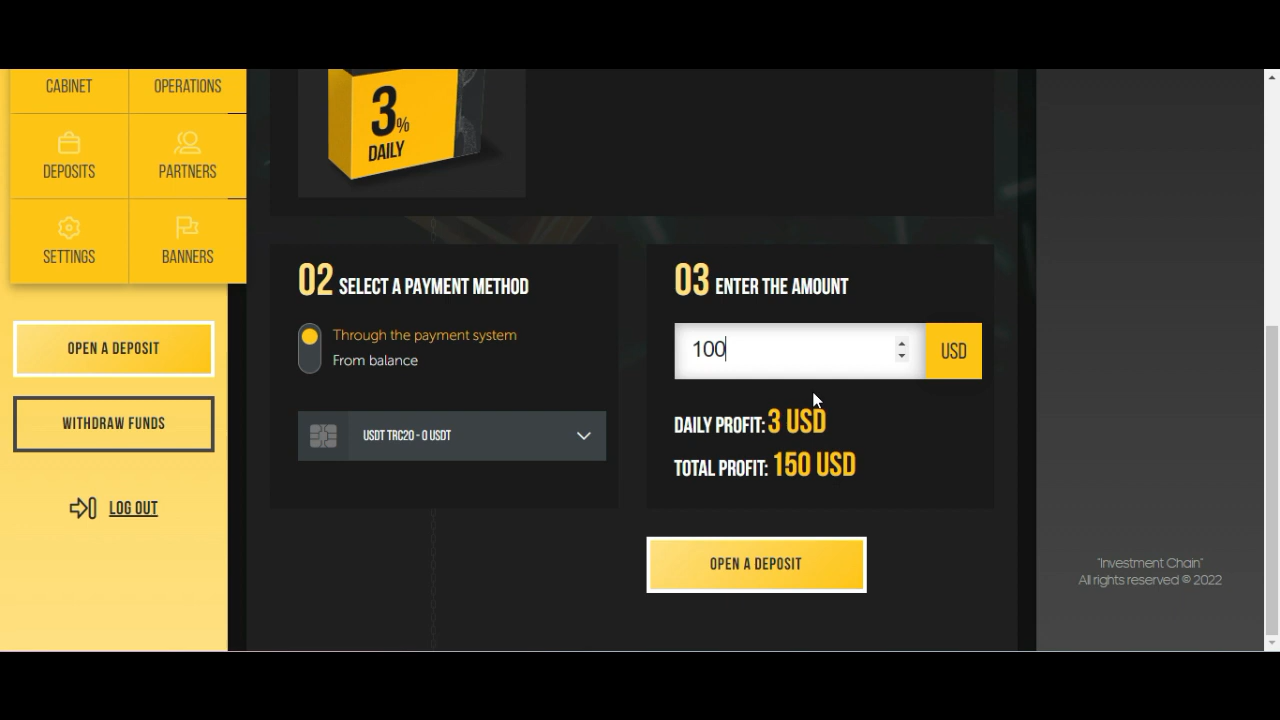 CABINET
OPERATIONS
DEPOSITS
PARTNERS
SETTINGS
BANNERS
OPEN A DEPOSIT
WITHDRAW FUNDS
LOG OUT
3%
DAILY
02 SELECT A PAYMENT METHOD
Through the payment system
From balance
USDT TRC20 - 0 USDT
03 ENTER THE AMOUNT
100
USD
DAILY PROFIT: 3 USD
TOTAL PROFIT: 150 USD
OPEN A DEPOSIT
"Investment Chain"
All rights reserved © 2022